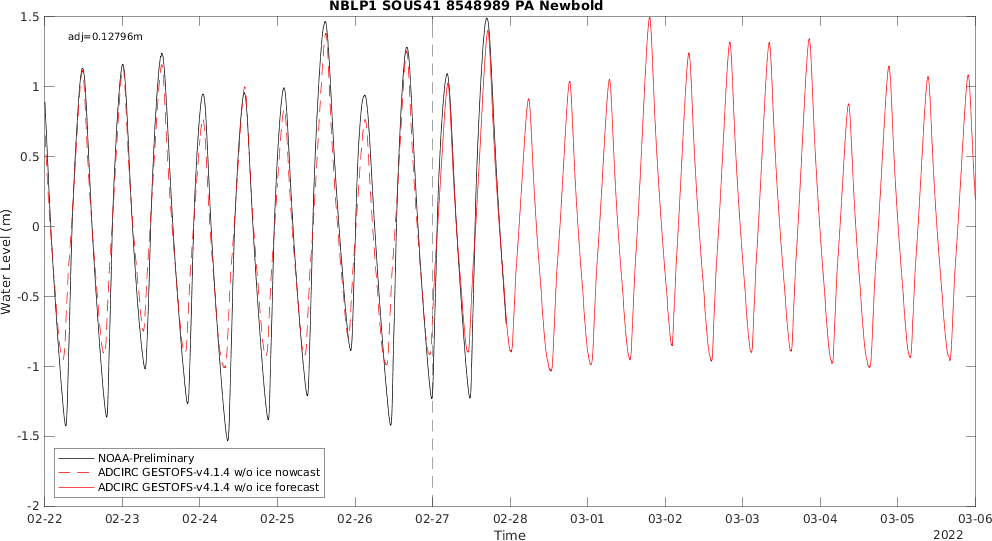 NBLP1 SOUS41 8548989 PA Newbold
adj=0.12796m
1.5
1
0.5
0
-0.5
-1
-1.5
-2
Water Level (m)
NOAA-Preliminary
ADCIRC GESTOFS-v4.1.4 w/o ice nowcast
ADCIRC GESTOFS-v4.1.4 w/o ice forecast
02-22 02-23 02-24 02-25 02-26 02-27 02-28 03-01 03-02 03-03 03-04 03-05 03-06
Time
2022